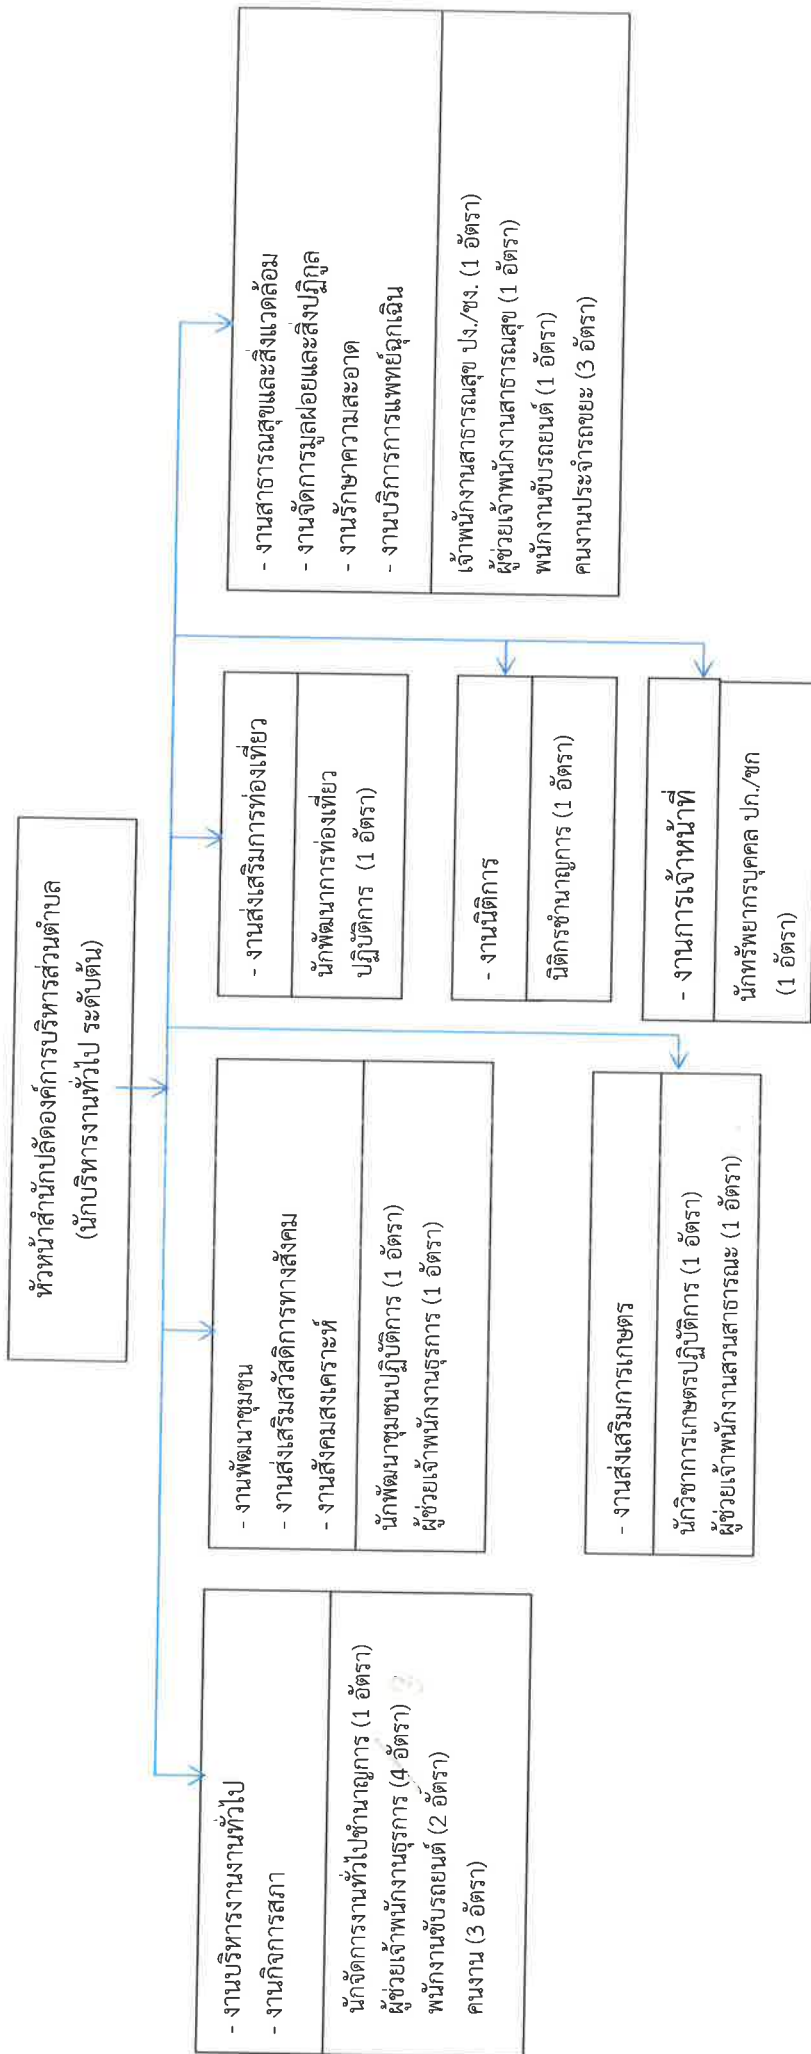 หัวหน้าสำนักปลัดองค์การบริหารส่วนตำบล
(นักบริหารงานทั่วไป ระดับต้น)
- งานบริหารงานทั่วไป
- งานกิจการสภา
นักจัดการงานทั่วไปชำนาญการ (1 อัตรา)
ผู้ช่วยเจ้าพนักงานธุรการ (4 อัตรา)
พนักงานขับรถยนต์ (2 อัตรา)
คนงาน (3 อัตรา)
- งานพัฒนาชุมชน
- งานส่งเสริมสวัสดิการทางสังคม
- งานสังคมสงเคราะห์
นักพัฒนาชุมชนปฏิบัติการ (1 อัตรา)
ผู้ช่วยเจ้าพนักงานธุรการ (1 อัตรา)
- งานส่งเสริมการเกษตร
นักวิชาการเกษตรปฏิบัติการ (1 อัตรา)
ผู้ช่วยเจ้าพนักงานสวนสาธารณะ (1 อัตรา)
- งานส่งเสริมการท่องเที่ยว
นักพัฒนาการท่องเที่ยว
ปฏิบัติการ (1 อัตรา)
- งานนิติการ
นิติกรชำนาญการ (1 อัตรา)
- งานการเจ้าหน้าที่
นักทรัพยากรบุคคล ปก./ชก
(1 อัตรา)
- งานสาธารณสุขและสิ่งแวดล้อม
- งานจัดการมูลฝอยและสิ่งปฏิกูล
- งานรักษาความสะอาด
- งานบริการการแพทย์ฉุกเฉิน
เจ้าพนักงานสาธารณสุข ปง./ชง. (1 อัตรา)
ผู้ช่วยเจ้าพนักงานสาธารณสุข (1 อัตรา)
พนักงานขับรถยนต์ (1 อัตรา)
คนงานประจำรถขยะ (3 อัตรา)